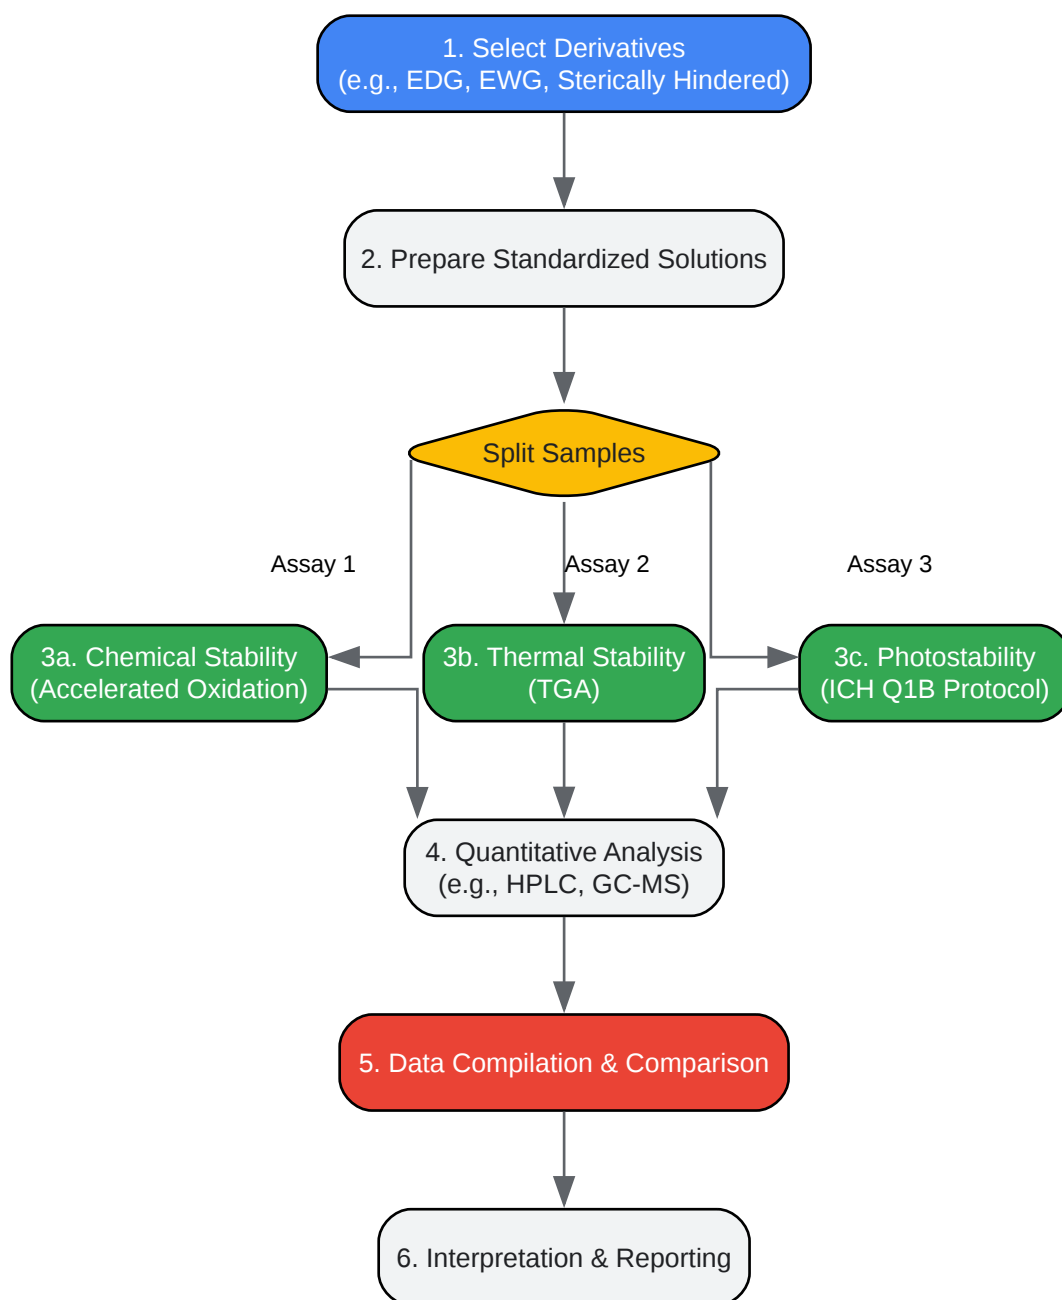 1. Select Derivatives
(e.g., EDG, EWG, Sterically Hindered)
2. Prepare Standardized Solutions
Split Samples
Assay 1
Assay 2
Assay 3
3a. Chemical Stability
(Accelerated Oxidation)
3b. Thermal Stability
(TGA)
3c. Photostability
(ICH Q1B Protocol)
4. Quantitative Analysis
(e.g., HPLC, GC-MS)
5. Data Compilation & Comparison
6. Interpretation & Reporting